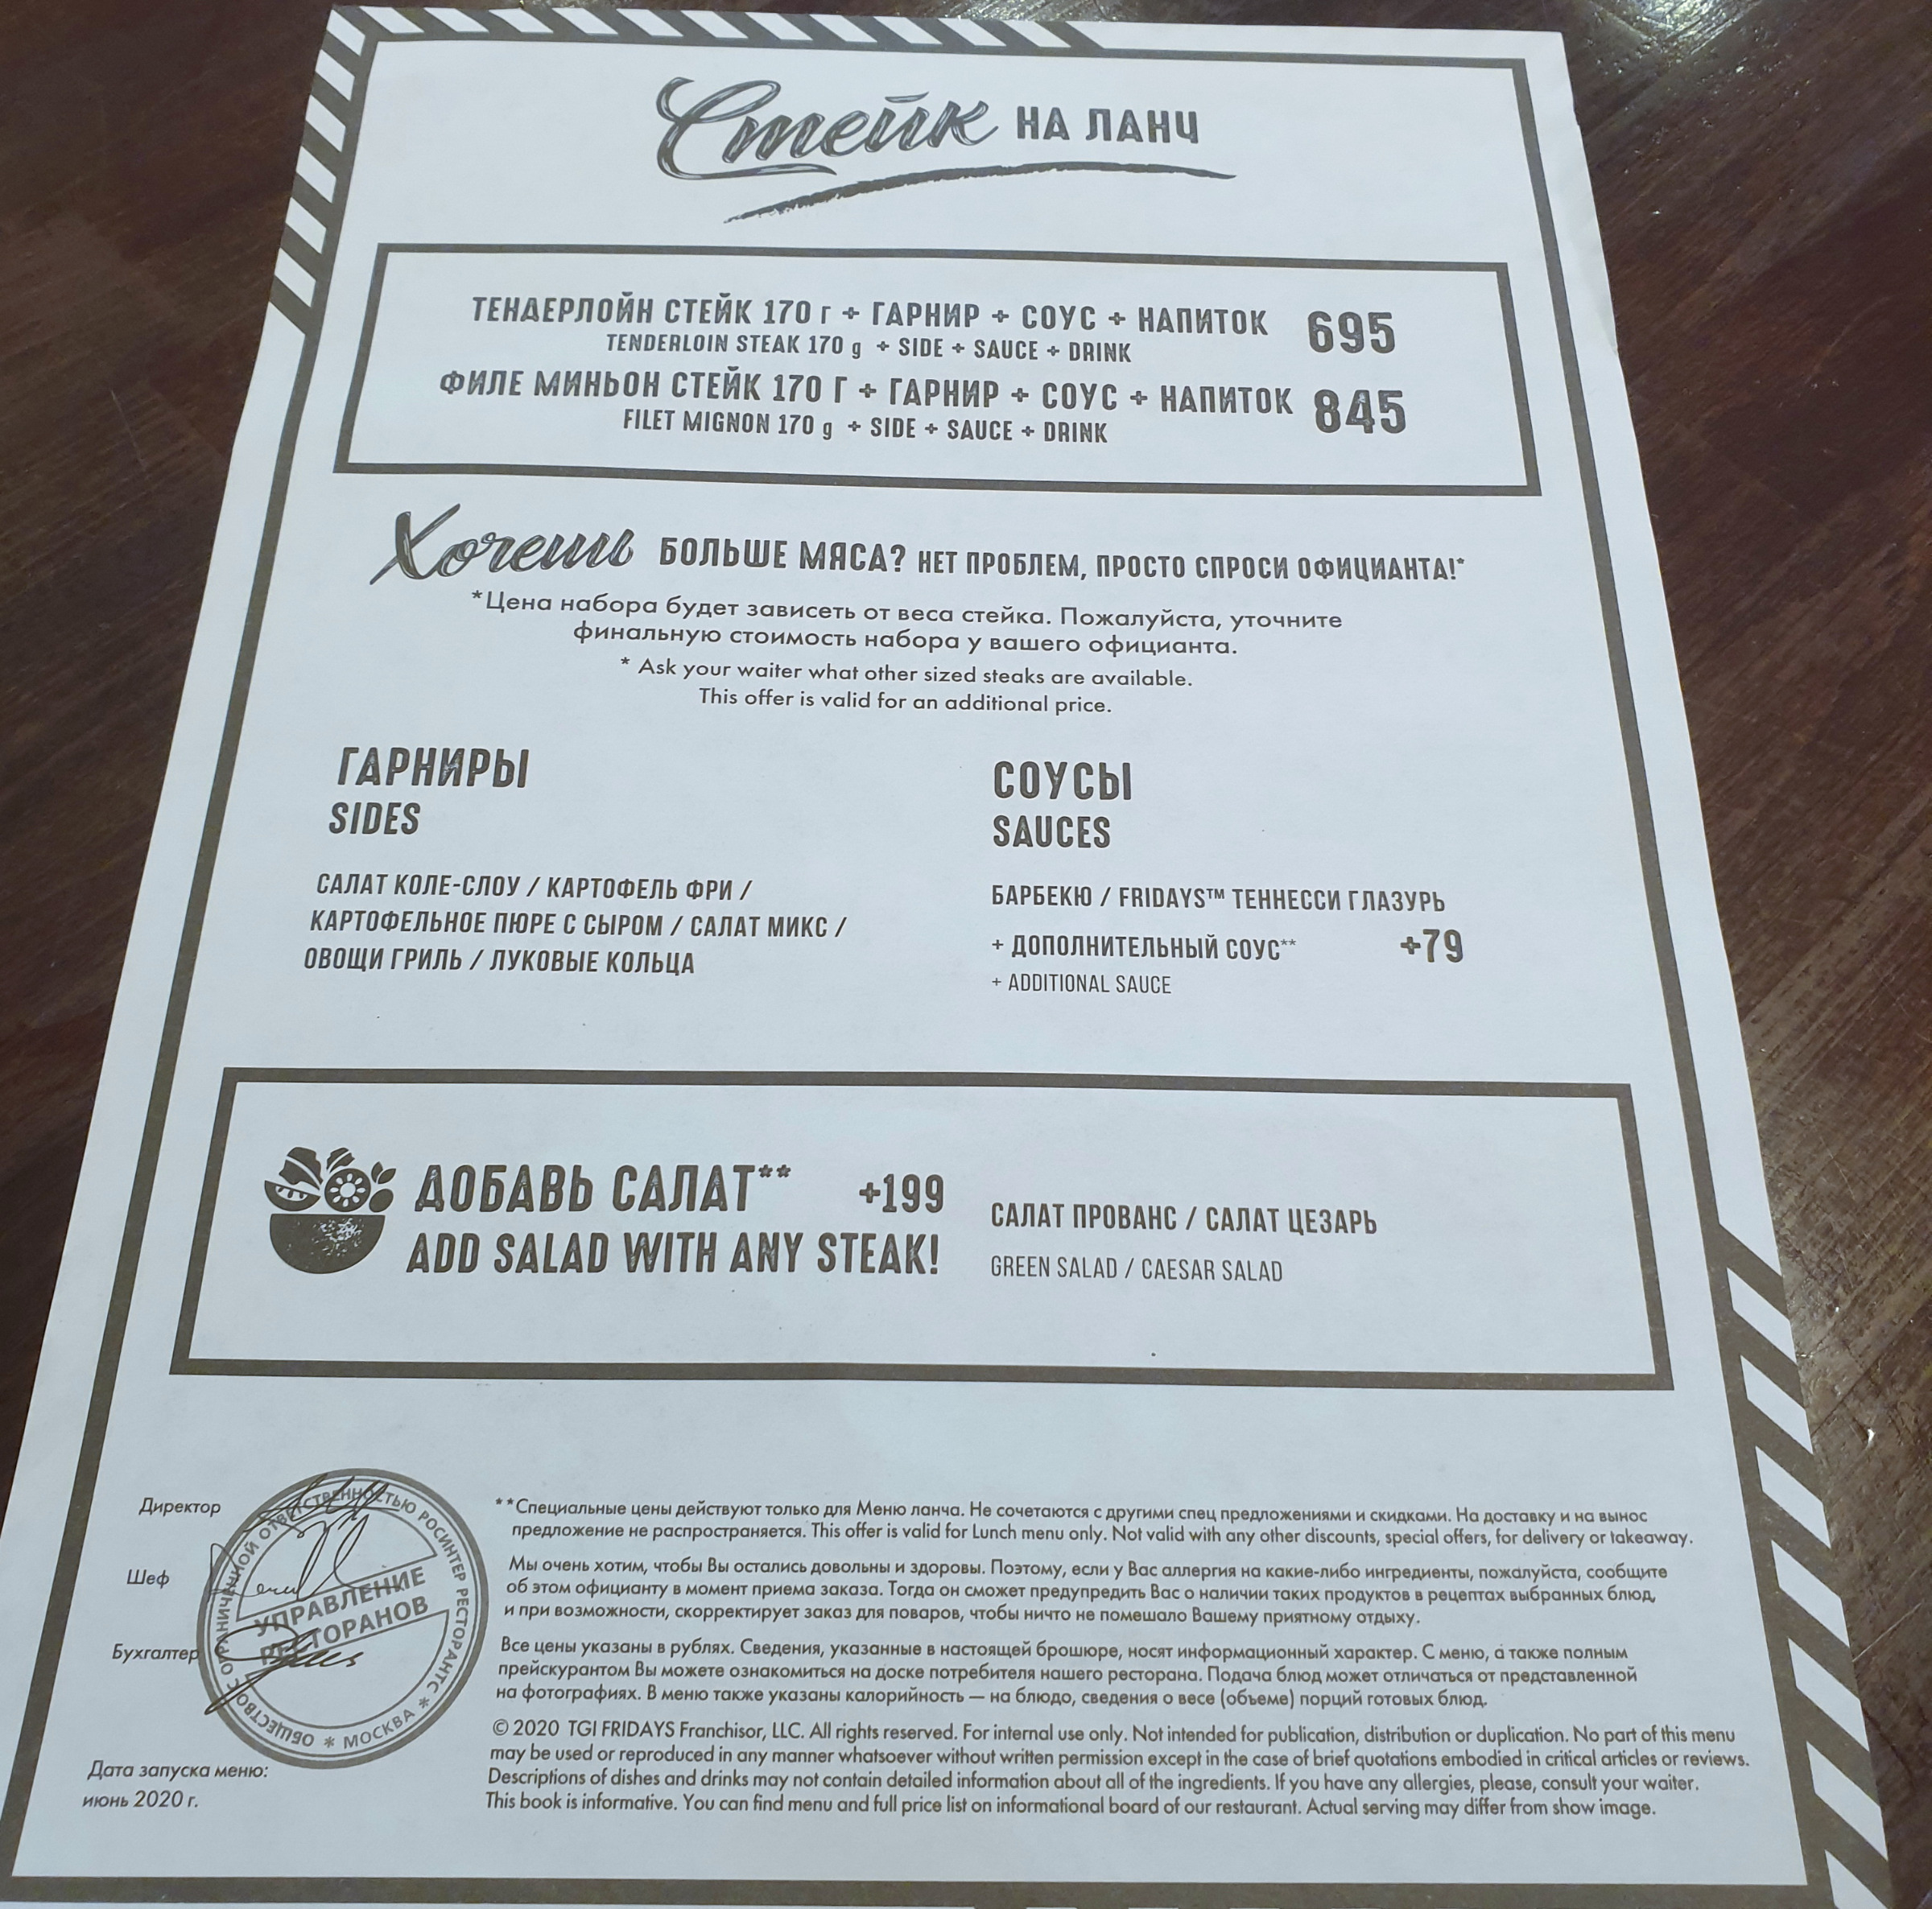 Стейк НА ЛАНЧ
ТЕНДЕРЛОЙН СТЕЙК 170 г + ГАРНИР + СОУС + НАПИТОК 695
TENDERLOIN STEAK 170 g + SIDE + SAUCE + DRINK
ФИЛЕ МИНЬОН СТЕЙК 170 Г + ГАРНИР + СОУС + НАПИТОК 845
FILET MIGNON 170 g + SIDE + SAUCE + DRINK
Хочешь БОЛЬШЕ МЯСА? НЕТ ПРОБЛЕМ, ПРОСТО СПРОСИ ОФИЦИАНТА!*
*Цена набора будет зависеть от веса стейка. Пожалуйста, уточните
финальную стоимость набора у вашего официанта.
* Ask your waiter what other sized steaks are available.
This offer is valid for an additional price.
ГАРНИРЫ
SIDES
САЛАТ КОЛЕ-СЛОУ / КАРТОФЕЛЬ ФРИ /
КАРТОФЕЛЬНОЕ ПЮРЕ С СЫРОМ / САЛАТ МИКС /
ОВОЩИ ГРИЛЬ / ЛУКОВЫЕ КОЛЬЦА
СОУСЫ
SAUCES
БАРБЕКЮ / FRIDAYS™ ТЕННЕССИ ГЛАЗУРЬ
+ ДОПОЛНИТЕЛЬНЫЙ СОУС** +79
+ ADDITIONAL SAUCE
ДОБАВЬ САЛАТ** +199
ADD SALAD WITH ANY STEAK!
САЛАТ ПРОВАНС / САЛАТ ЦЕЗАРЬ
GREEN SALAD / CAESAR SALAD
Директор
Шеф
Бухгалтер
ОБЩЕСТВО С ОГРАНИЧЕННОЙ ОТВЕТСТВЕННОСТЬЮ РОСИНТЕР РЕСТОРАНТС * МОСКВА *
УПРАВЛЕНИЕ
РЕСТОРАНОВ
Дата запуска меню:
июнь 2020 г.
**Специальные цены действуют только для Меню ланча. Не сочетаются с другими спец предложениями и скидками. На доставку и на вынос
предложение не распространяется. This offer is valid for Lunch menu only. Not valid with any other discounts, special offers, for delivery or takeaway.
Мы очень хотим, чтобы Вы остались довольны и здоровы. Поэтому, если у Вас аллергия на какие-либо ингредиенты, пожалуйста, сообщите
об этом официанту в момент приема заказа. Тогда он сможет предупредить Вас о наличии таких продуктов в рецептах выбранных блюд,
и при возможности, скорректирует заказ для поваров, чтобы ничто не помешало Вашему приятному отдыху.
Все цены указаны в рублях. Сведения, указанные в настоящей брошюре, носят информационный характер. С меню, а также полным
прейскурантом Вы можете ознакомиться на доске потребителя нашего ресторана. Подача блюд может отличаться от представленной
на фотографиях. В меню также указаны калорийность — на блюдо, сведения о весе (объеме) порций готовых блюд.
© 2020 TGI FRIDAYS Franchisor, LLC. All rights reserved. For internal use only. Not intended for publication, distribution or duplication. No part of this menu
may be used or reproduced in any manner whatsoever without written permission except in the case of brief quotations embodied in critical articles or reviews.
Descriptions of dishes and drinks may not contain detailed information about all of the ingredients. If you have any allergies, please, consult your waiter.
This book is informative. You can find menu and full price list on informational board of our restaurant. Actual serving may differ from show image.